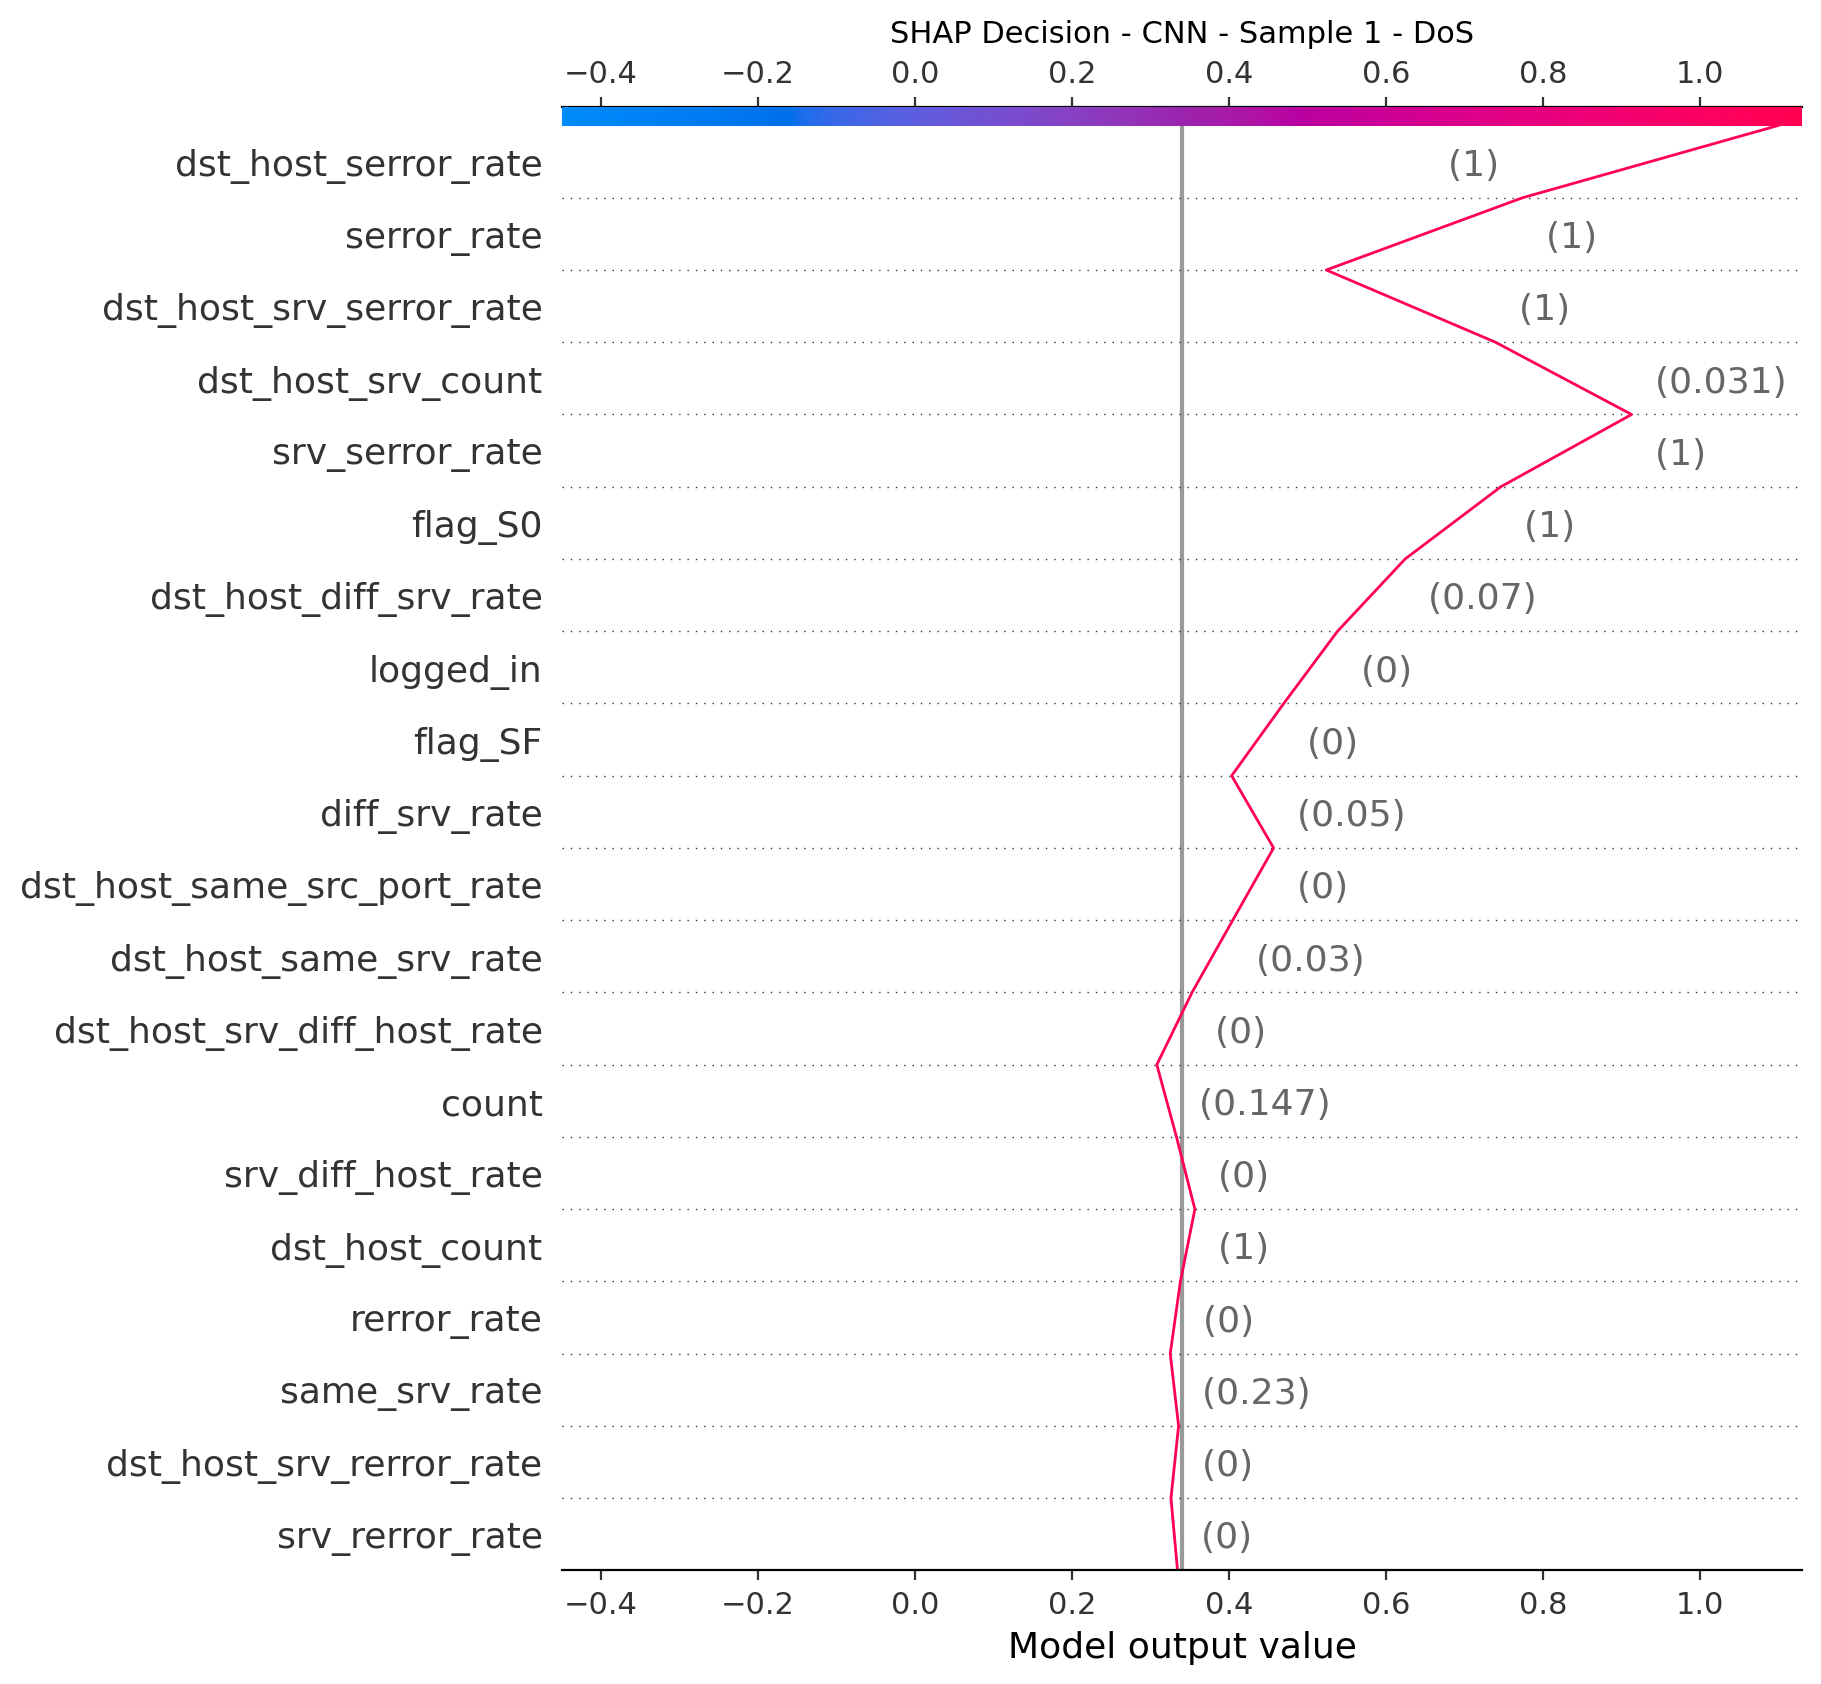 SHAP Decision - CNN - Sample 1 - DoS
−0.4 −0.2 0.0 0.2 0.4 0.6 0.8 1.0
dst_host_serror_rate (1)
serror_rate (1)
dst_host_srv_serror_rate (1)
dst_host_srv_count (0.031)
srv_serror_rate (1)
flag_S0 (1)
dst_host_diff_srv_rate (0.07)
logged_in (0)
flag_SF (0)
diff_srv_rate (0.05)
dst_host_same_src_port_rate (0)
dst_host_same_srv_rate (0.03)
dst_host_srv_diff_host_rate (0)
count (0.147)
srv_diff_host_rate (0)
dst_host_count (1)
rerror_rate (0)
same_srv_rate (0.23)
dst_host_srv_rerror_rate (0)
srv_rerror_rate (0)
−0.4 −0.2 0.0 0.2 0.4 0.6 0.8 1.0
Model output value